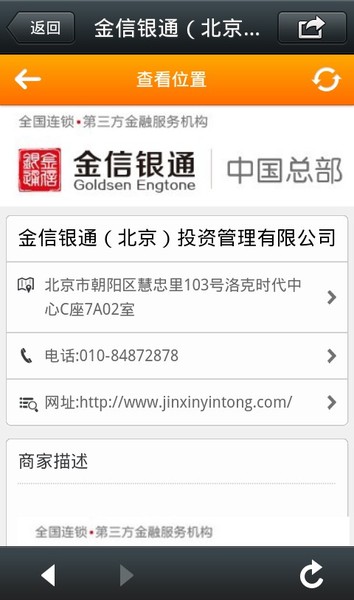 返回
金信银通（北京...
查看位置
全国连锁•第三方金融服务机构
金信银通
Goldsen Engtone
中国总部
金信银通（北京）投资管理有限公司
北京市朝阳区慧忠里103号洛克时代中
心C座7A02室
电话:010-84872878
网址:http://www.jinxinyintong.com/
商家描述
全国连锁•第三方金融服务机构